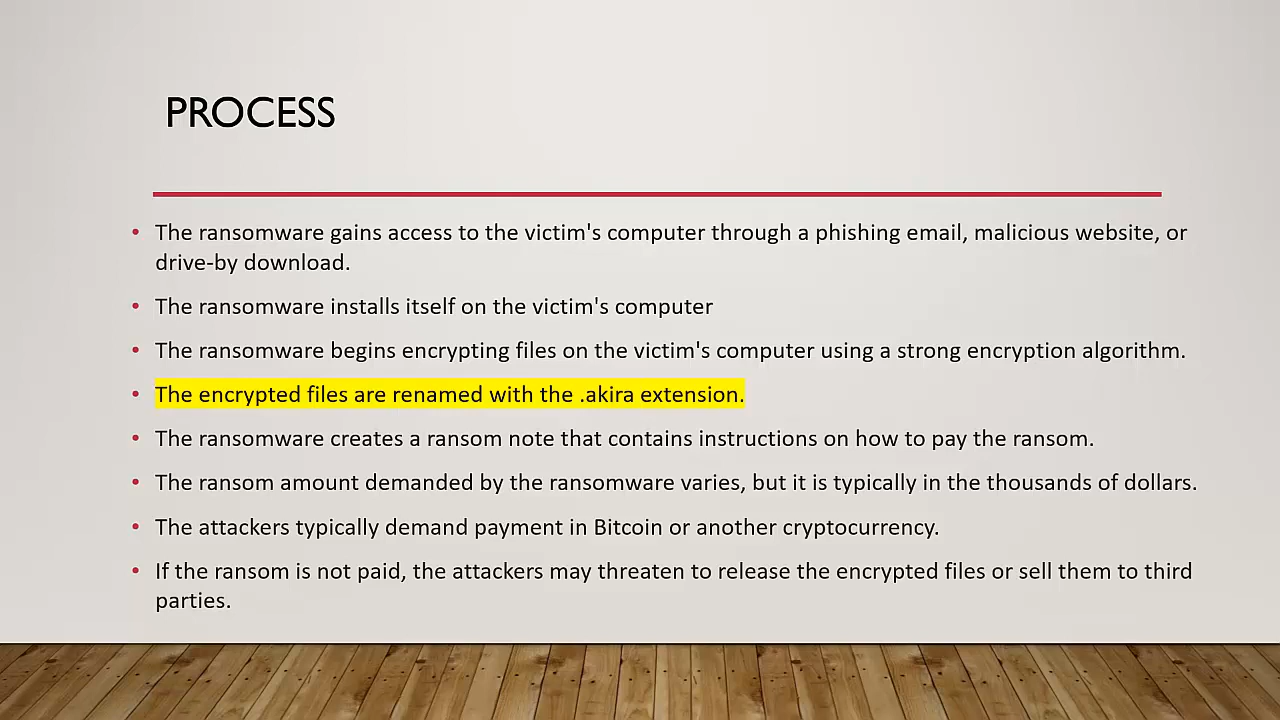 PROCESS
• The ransomware gains access to the victim's computer through a phishing email, malicious website, or
drive-by download.
• The ransomware installs itself on the victim's computer
• The ransomware begins encrypting files on the victim's computer using a strong encryption algorithm.
• The encrypted files are renamed with the .akira extension.
• The ransomware creates a ransom note that contains instructions on how to pay the ransom.
• The ransom amount demanded by the ransomware varies, but it is typically in the thousands of dollars.
• The attackers typically demand payment in Bitcoin or another cryptocurrency.
• If the ransom is not paid, the attackers may threaten to release the encrypted files or sell them to third
parties.